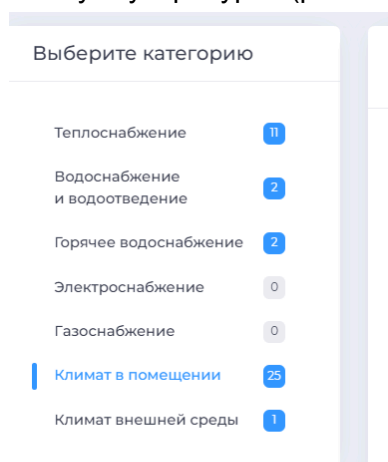 Выберите категорию
Теплоснабжение 11
Водоснабжение
и водоотведение 2
Горячее водоснабжение 2
Электроснабжение 0
Газоснабжение 0
Климат в помещении 25
Климат внешней среды 1